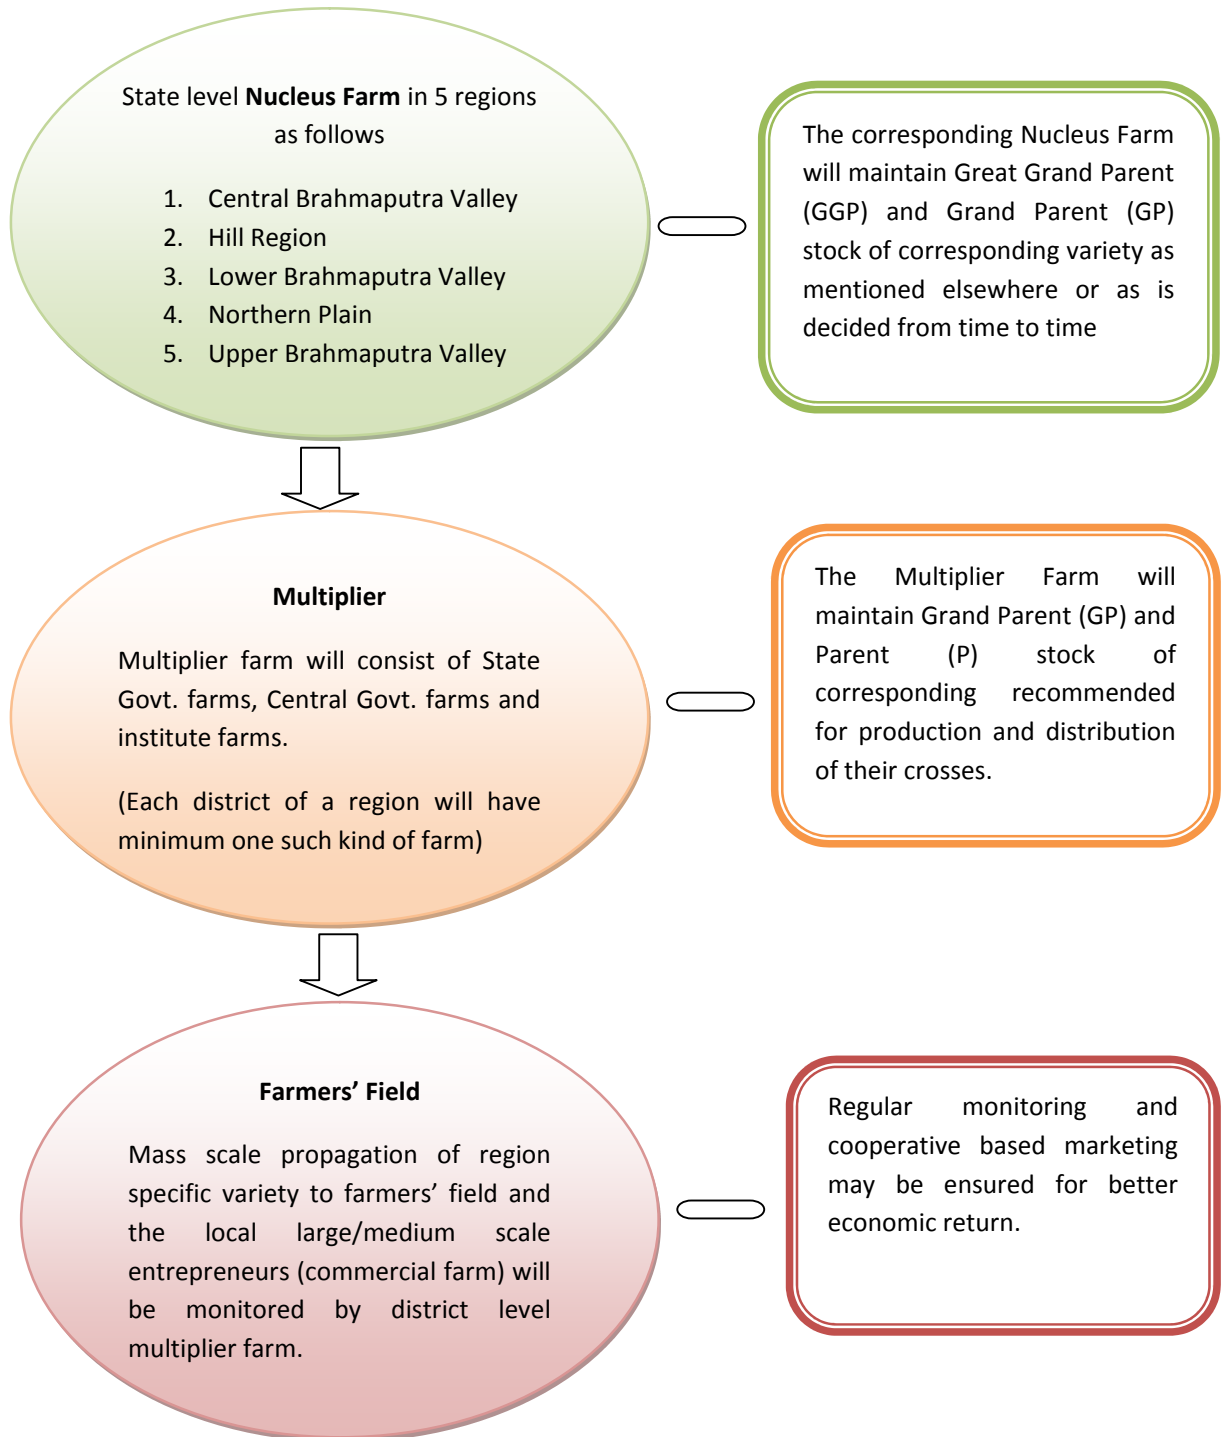 State level Nucleus Farm in 5 regions
as follows
1. Central Brahmaputra Valley
2. Hill Region
3. Lower Brahmaputra Valley
4. Northern Plain
5. Upper Brahmaputra Valley
The corresponding Nucleus Farm
will maintain Great Grand Parent
(GGP) and Grand Parent (GP)
stock of corresponding variety as
mentioned elsewhere or as is
decided from time to time
Multiplier
Multiplier farm will consist of State
Govt. farms, Central Govt. farms and
institute farms.
(Each district of a region will have
minimum one such kind of farm)
The Multiplier Farm will
maintain Grand Parent (GP) and
Parent (P) stock of
corresponding recommended
for production and distribution
of their crosses.
Farmers’ Field
Mass scale propagation of region
specific variety to farmers’ field and
the local large/medium scale
entrepreneurs (commercial farm) will
be monitored by district level
multiplier farm.
Regular monitoring and
cooperative based marketing
may be ensured for better
economic return.